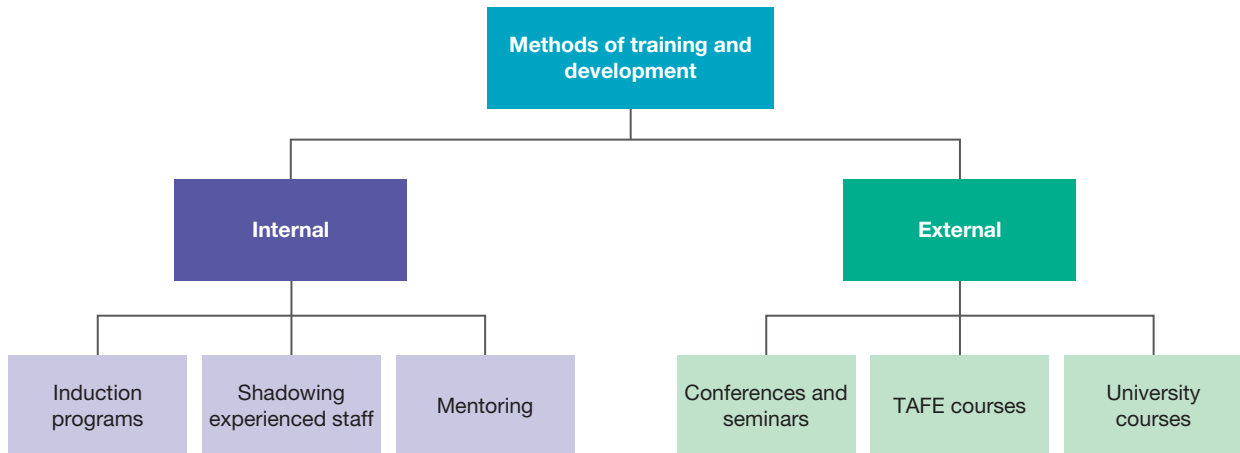 Methods of training and
development
Internal
External
Induction
programs
Shadowing
experienced staff
Mentoring
Conferences and
seminars
TAFE courses
University
courses